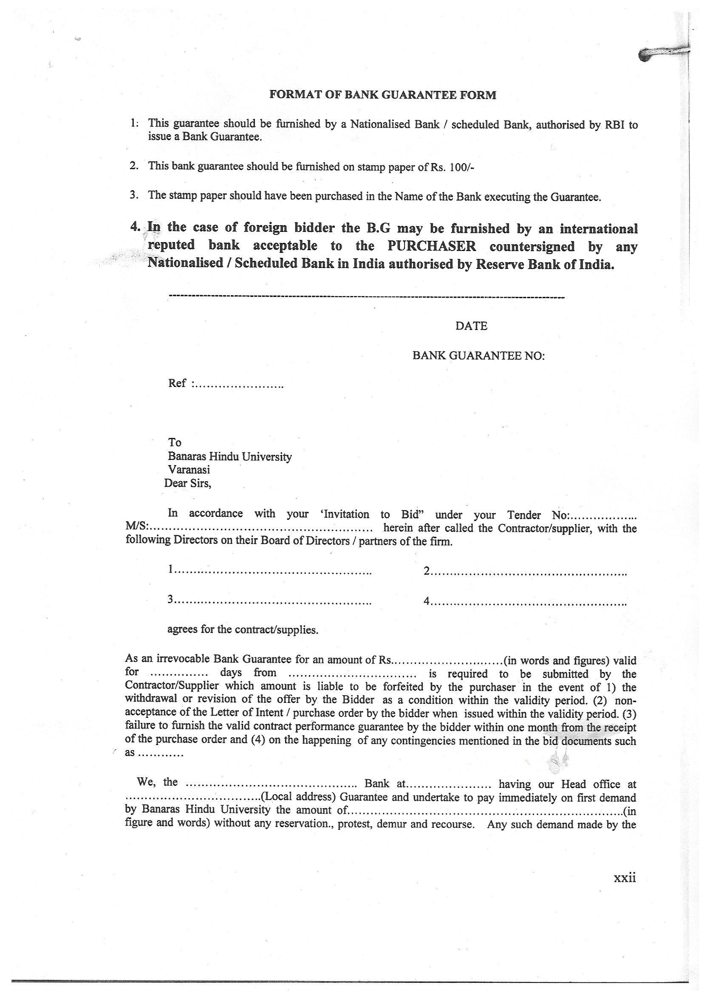 FORMAT OF BANK GUARANTEE FORM
1: This guarantee should be furnished by a Nationalised Bank / scheduled Bank, authorised by RBI to
issue a Bank Guarantee.
2. This bank guarantee should be furnished on stamp paper of Rs. 100/-
3. The stamp paper should have been purchased in the Name of the Bank executing the Guarantee.
4. In the case of foreign bidder the B.G may be furnished by an international
reputed bank acceptable to the PURCHASER countersigned by any
Nationalised / Scheduled Bank in India authorised by Reserve Bank of India.
--------------------------------------------------------------------------------------------------------
DATE
BANK GUARANTEE NO:
Ref :.......................
To
Banaras Hindu University
Varanasi
Dear Sirs,
In accordance with your ‘Invitation to Bid” under your Tender No:..................
M/S:.......................................................... herein after called the Contractor/supplier, with the
following Directors on their Board of Directors / partners of the firm.
1................................................... 2...................................................
3................................................... 4...................................................
agrees for the contract/supplies.
As an irrevocable Bank Guarantee for an amount of Rs.............................(in words and figures) valid
for ............... days from ................................. is required to be submitted by the
Contractor/Supplier which amount is liable to be forfeited by the purchaser in the event of 1) the
withdrawal or revision of the offer by the Bidder as a condition within the validity period. (2) non-
acceptance of the Letter of Intent / purchase order by the bidder when issued within the validity period. (3)
failure to furnish the valid contract performance guarantee by the bidder within one month from the receipt
of the purchase order and (4) on the happening of any contingencies mentioned in the bid documents such
as ............
We, the ............................................ Bank at...................... having our Head office at
...................................(Local address) Guarantee and undertake to pay immediately on first demand
by Banaras Hindu University the amount of........................................................................(in
figure and words) without any reservation., protest, demur and recourse. Any such demand made by the
xxii